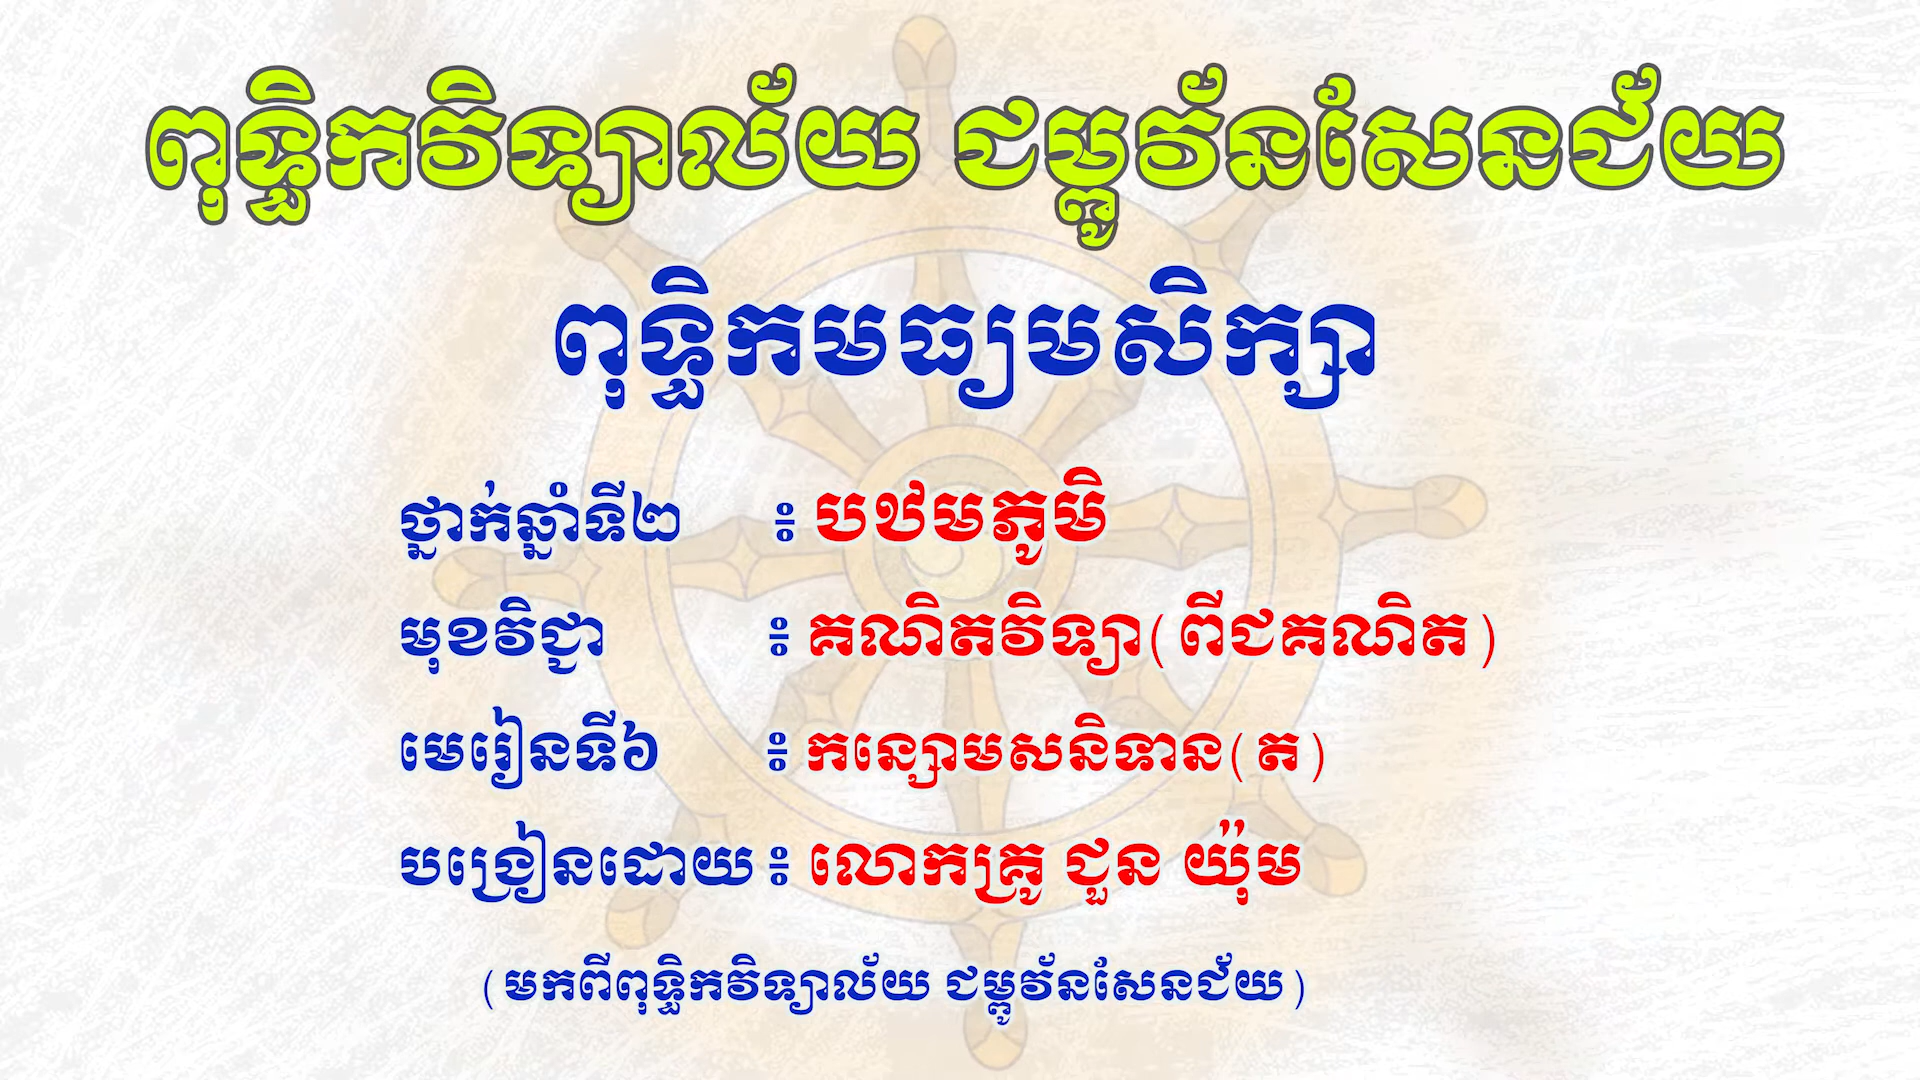 ពុទ្ធិកវិទ្យាល័យ ជម្ពូវ័នសែនជ័យ
ពុទ្ធិកមធ្យមសិក្សា
ថ្នាក់ឆ្នាំទី២ ៖ បឋមភូមិ
មុខវិជ្ជា ៖ គណិតវិទ្យា(ពីជគណិត)
មេរៀនទី៦ ៖ កន្សោមសនិទាន(ត)
បង្រៀនដោយ ៖ លោកគ្រូ ជួន យ៉ុម
(មកពីពុទ្ធិកវិទ្យាល័យ ជម្ពូវ័នសែនជ័យ)